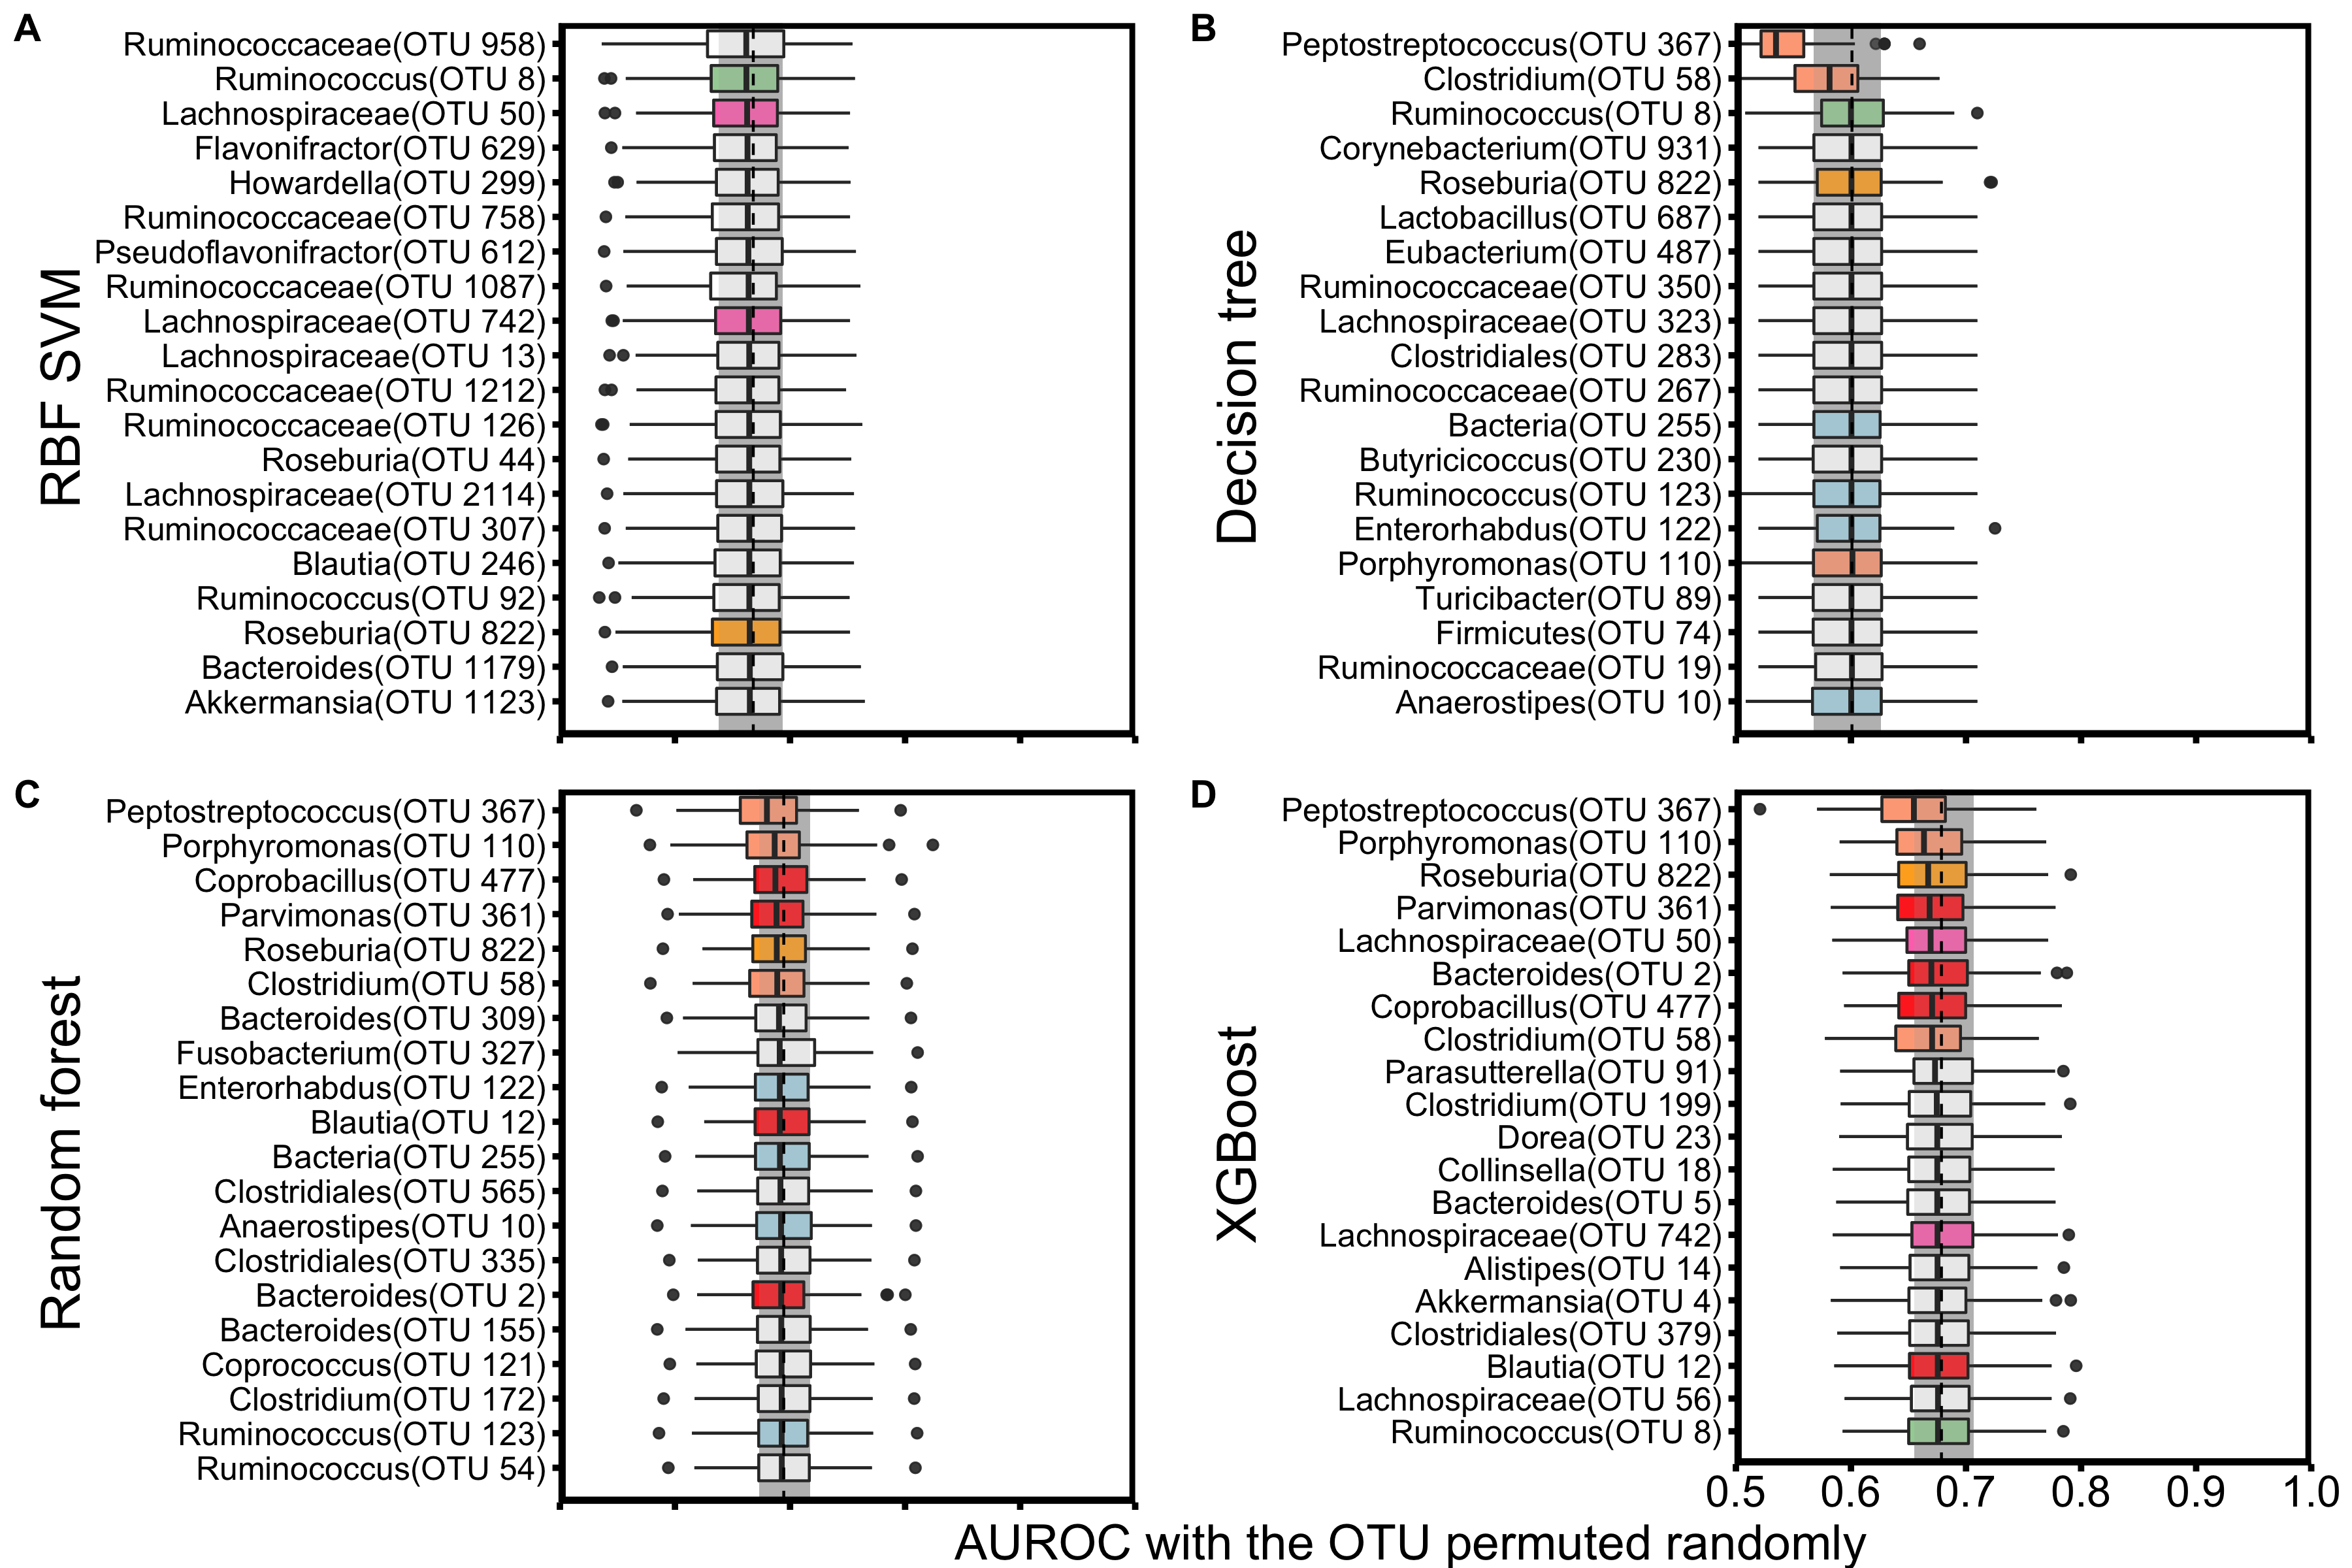 A
RBF SVM
Ruminococcaceae(OTU 958)
Ruminococcus(OTU 8)
Lachnospiraceae(OTU 50)
Flavonifractor(OTU 629)
Howardella(OTU 299)
Ruminococcaceae(OTU 758)
Pseudoflavonifractor(OTU 612)
Ruminococcaceae(OTU 1087)
Lachnospiraceae(OTU 742)
Lachnospiraceae(OTU 13)
Ruminococcaceae(OTU 1212)
Ruminococcaceae(OTU 126)
Roseburia(OTU 44)
Lachnospiraceae(OTU 2114)
Ruminococcaceae(OTU 307)
Blautia(OTU 246)
Ruminococcus(OTU 92)
Roseburia(OTU 822)
Bacteroides(OTU 1179)
Akkermansia(OTU 1123)
B
Decision tree
Peptostreptococcus(OTU 367)
Clostridium(OTU 58)
Ruminococcus(OTU 8)
Corynebacterium(OTU 931)
Roseburia(OTU 822)
Lactobacillus(OTU 687)
Eubacterium(OTU 487)
Ruminococcaceae(OTU 350)
Lachnospiraceae(OTU 323)
Clostridiales(OTU 283)
Ruminococcaceae(OTU 267)
Bacteria(OTU 255)
Butyricicoccus(OTU 230)
Ruminococcus(OTU 123)
Enterorhabdus(OTU 122)
Porphyromonas(OTU 110)
Turicibacter(OTU 89)
Firmicutes(OTU 74)
Ruminococcaceae(OTU 19)
Anaerostipes(OTU 10)
C
Random forest
Peptostreptococcus(OTU 367)
Porphyromonas(OTU 110)
Coprobacillus(OTU 477)
Parvimonas(OTU 361)
Roseburia(OTU 822)
Clostridium(OTU 58)
Bacteroides(OTU 309)
Fusobacterium(OTU 327)
Enterorhabdus(OTU 122)
Blautia(OTU 12)
Bacteria(OTU 255)
Clostridiales(OTU 565)
Anaerostipes(OTU 10)
Clostridiales(OTU 335)
Bacteroides(OTU 2)
Bacteroides(OTU 155)
Coprococcus(OTU 121)
Clostridium(OTU 172)
Ruminococcus(OTU 123)
Ruminococcus(OTU 54)
D
XGBoost
Peptostreptococcus(OTU 367)
Porphyromonas(OTU 110)
Roseburia(OTU 822)
Parvimonas(OTU 361)
Lachnospiraceae(OTU 50)
Bacteroides(OTU 2)
Coprobacillus(OTU 477)
Clostridium(OTU 58)
Parasutterella(OTU 91)
Clostridium(OTU 199)
Dorea(OTU 23)
Collinsella(OTU 18)
Bacteroides(OTU 5)
Lachnospiraceae(OTU 742)
Alistipes(OTU 14)
Akkermansia(OTU 4)
Clostridiales(OTU 379)
Blautia(OTU 12)
Lachnospiraceae(OTU 56)
Ruminococcus(OTU 8)
0.5 0.6 0.7 0.8 0.9 1.0
AUROC with the OTU permuted randomly